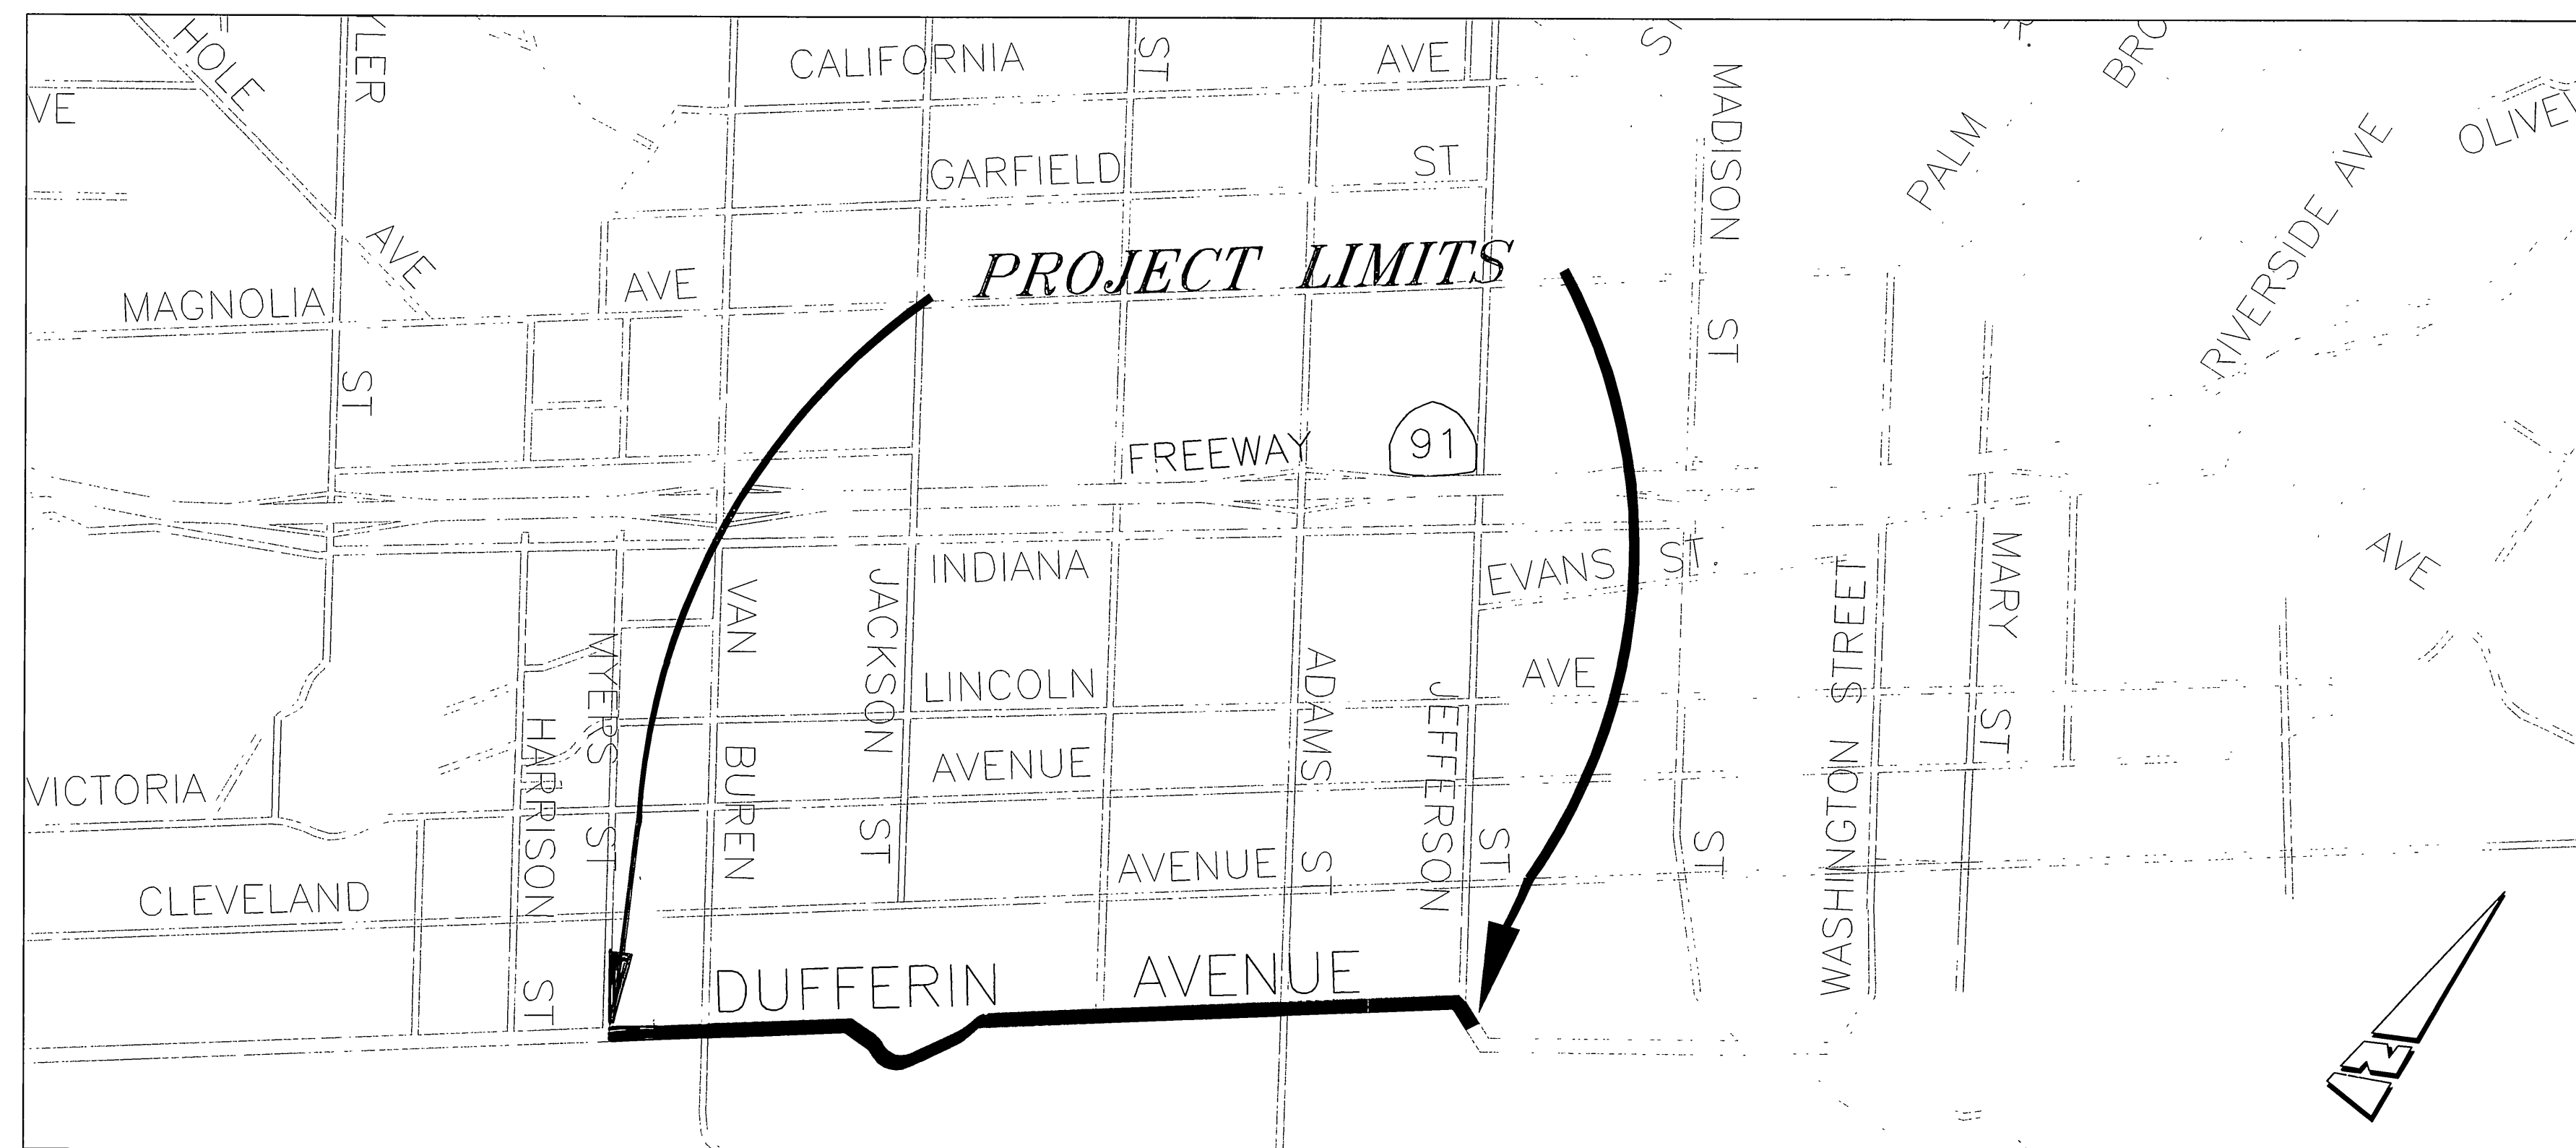 HOLE
AVE
CALIFORNIA AVE
ST
GARFIELD ST
MADISON ST
PALM
RIVERSIDE AVE
MAGNOLIA AVE
ST
PROJECT LIMITS
FREEWAY 91
INDIANA
EVANS ST.
AVE
LINCOLN AVE
VICTORIA AVENUE
CLEVELAND AVENUE
HARRISON ST
MYERS ST
VAN BUREN
JACKSON ST
ADAMS ST
JEFFERSON ST
ST
WASHINGTON STREET
MARY ST
DUFFERIN AVENUE
N